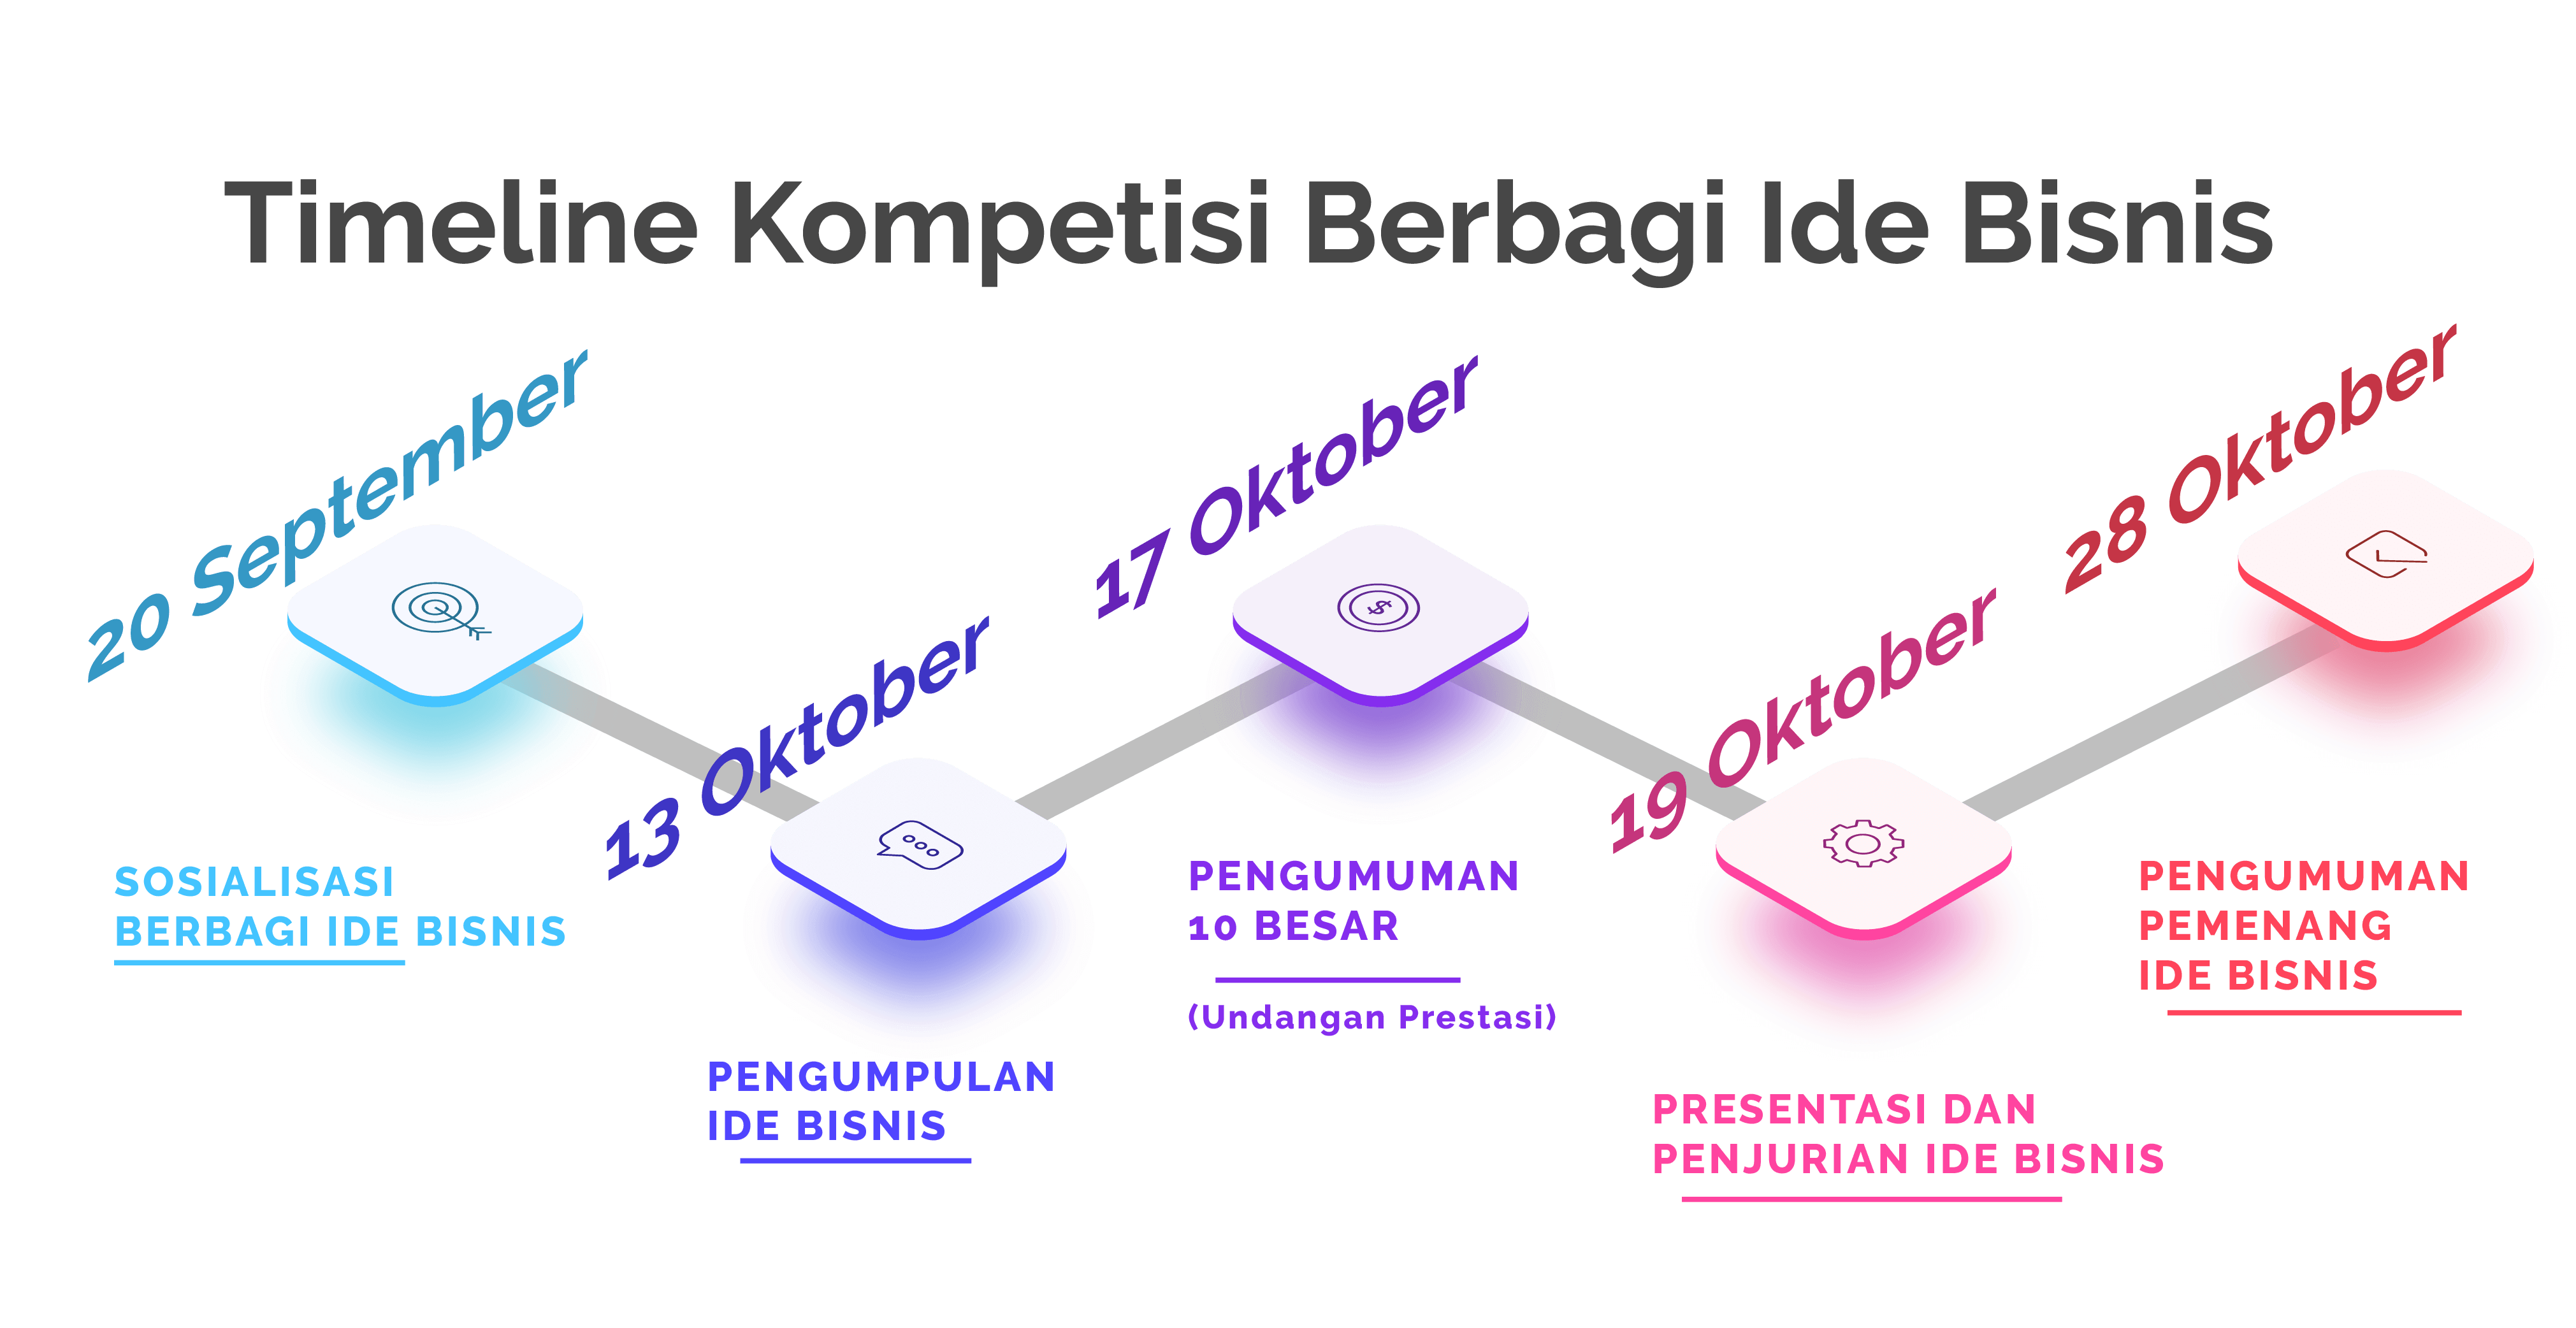 Timeline Kompetisi Berbagi Ide Bisnis
20 September
SOSIALISASI
BERBAGI IDE BISNIS
13 Oktober
PENGUMPULAN
IDE BISNIS
17 Oktober
PENGUMUMAN
10 BESAR
(Undangan Prestasi)
19 Oktober
PRESENTASI DAN
PENJURIAN IDE BISNIS
28 Oktober
PENGUMUMAN
PEMENANG
IDE BISNIS